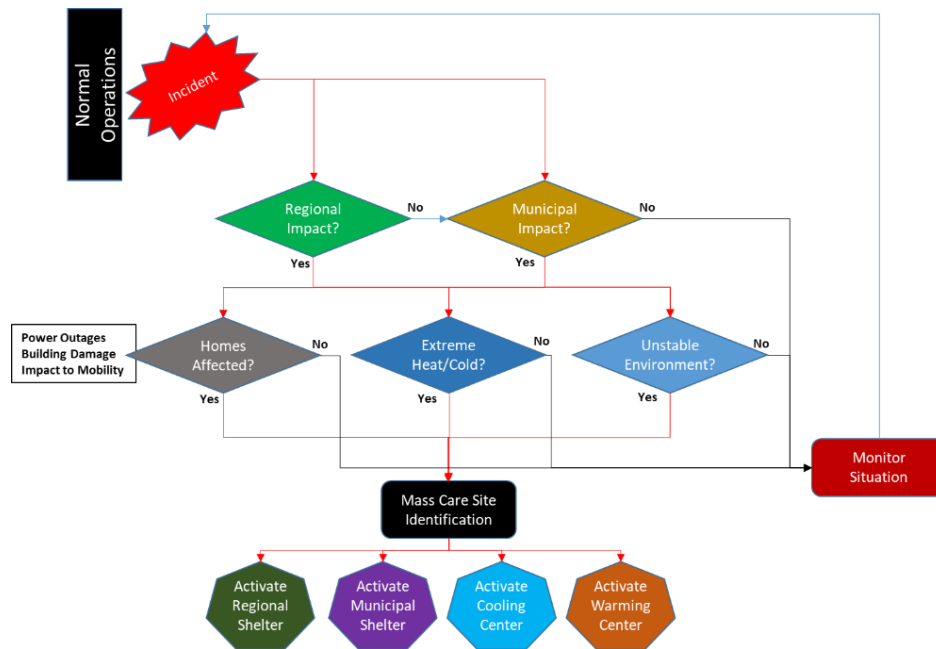 Normal
Operations
Incident
Regional
Impact?
No
Municipal
Impact?
No
Yes
Yes
Power Outages
Building Damage
Impact to Mobility
Homes
Affected?
No
Extreme
Heat/Cold?
No
Unstable
Environment?
No
Yes
Yes
Yes
Monitor
Situation
Mass Care Site
Identification
Activate
Regional
Shelter
Activate
Municipal
Shelter
Activate
Cooling
Center
Activate
Warming
Center